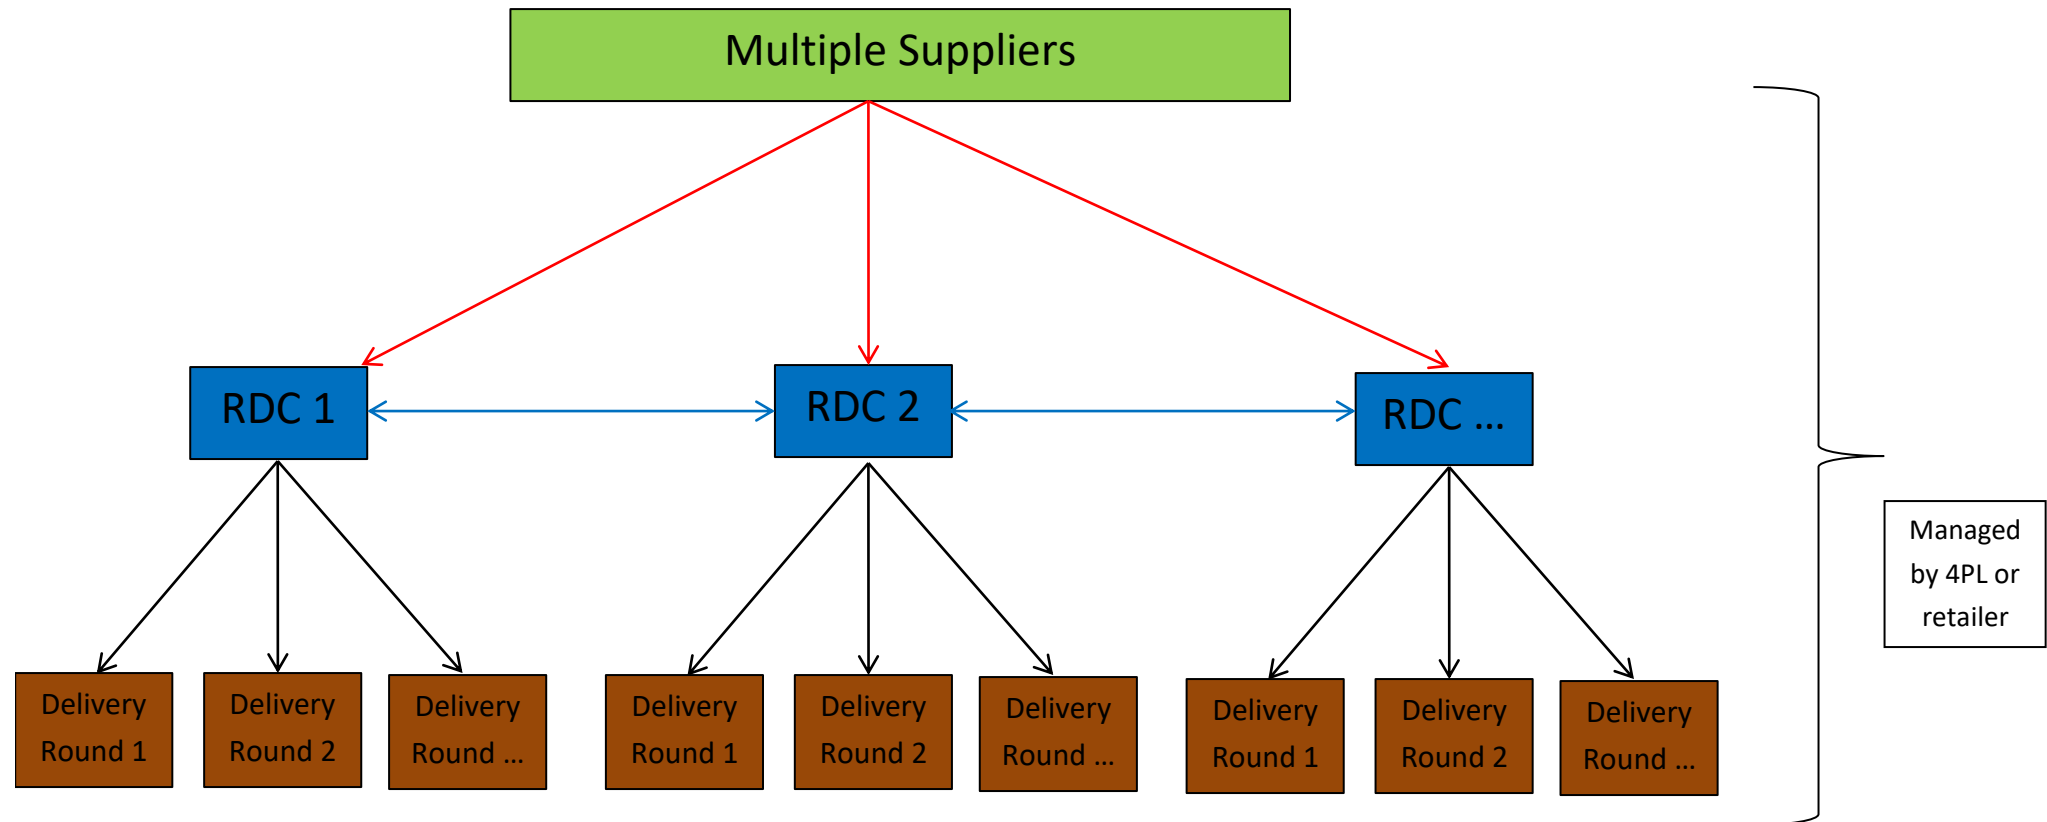 Multiple Suppliers
RDC 1
RDC 2
RDC ...
Managed
by 4PL or
retailer
Delivery
Round 1
Delivery
Round 2
Delivery
Round ...
Delivery
Round 1
Delivery
Round 2
Delivery
Round ...
Delivery
Round 1
Delivery
Round 2
Delivery
Round ...